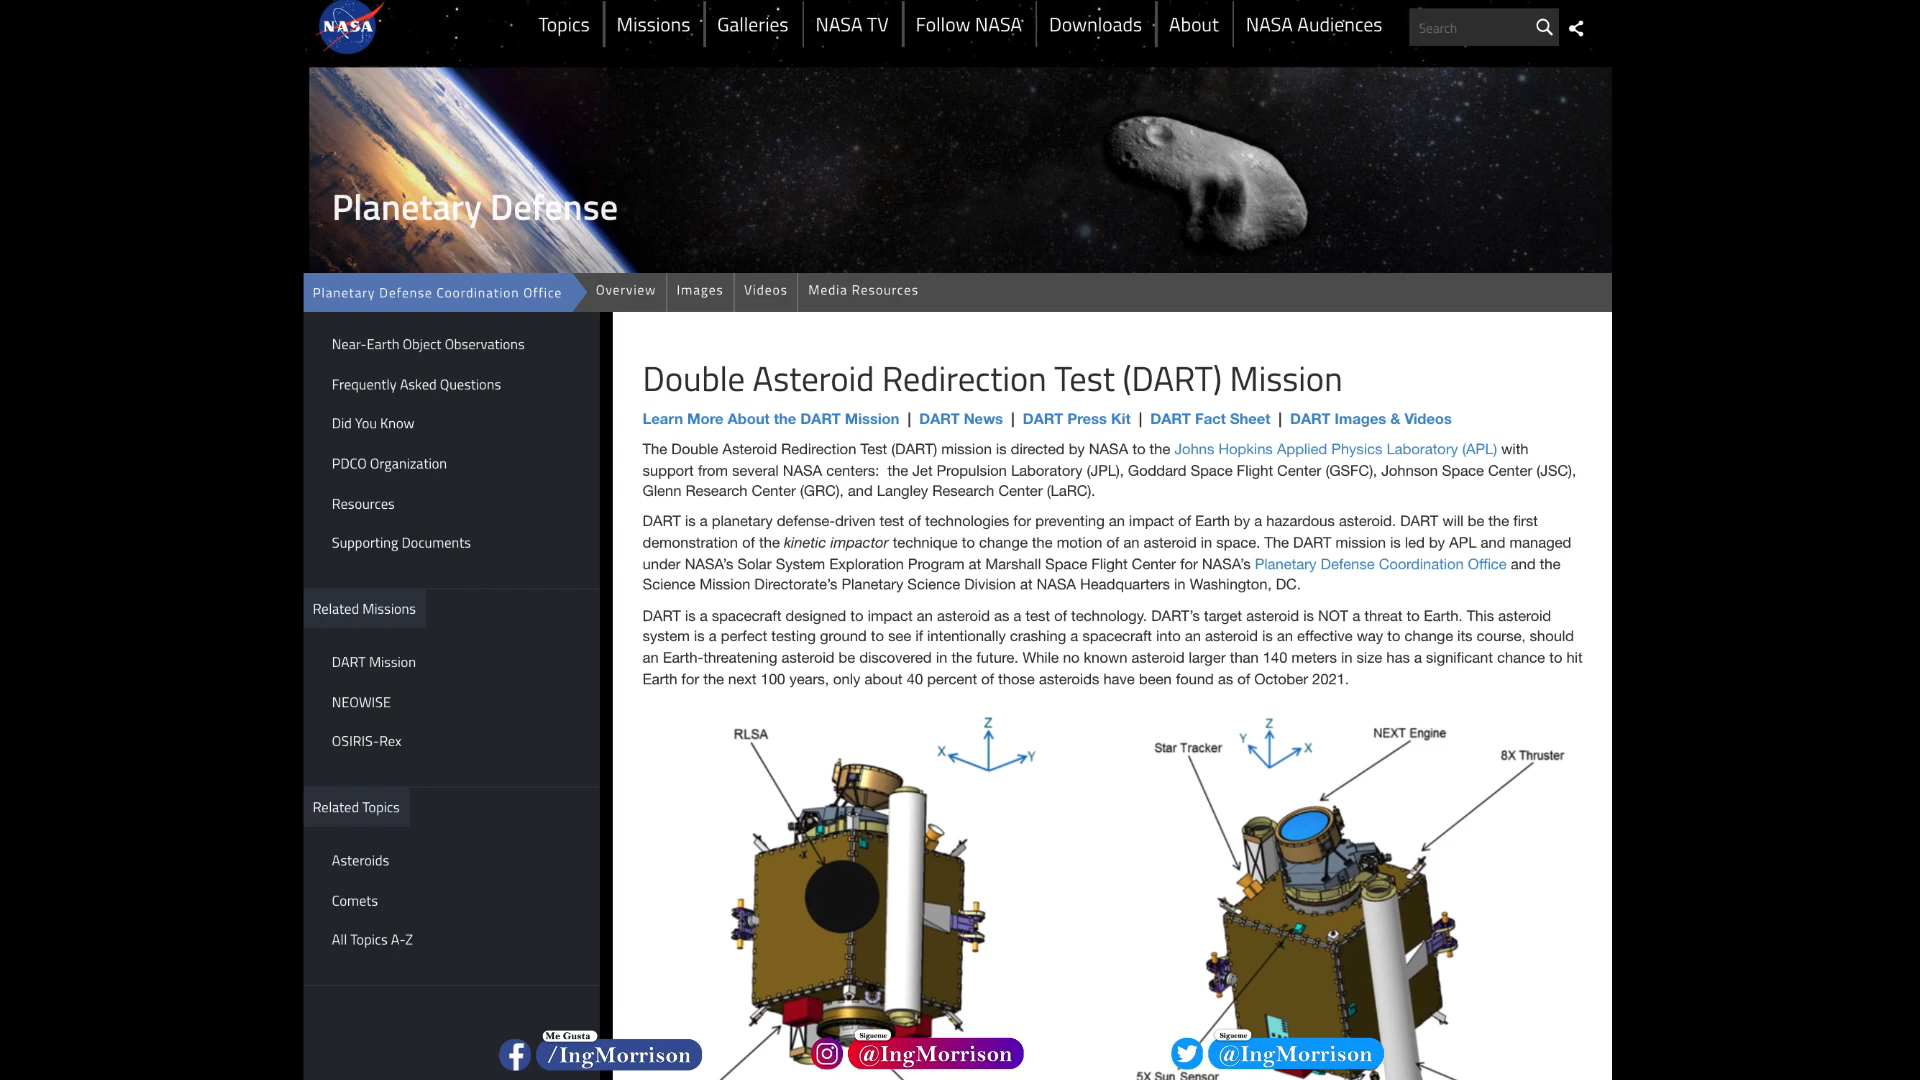 NASA
Topics
Missions
Galleries
NASA TV
Follow NASA
Downloads
About
NASA Audiences
Search
Planetary Defense
Planetary Defense Coordination Office
Overview
Images
Videos
Media Resources
Near-Earth Object Observations
Frequently Asked Questions
Did You Know
PDCO Organization
Resources
Supporting Documents
Related Missions
DART Mission
NEOWISE
OSIRIS-Rex
Related Topics
Asteroids
Comets
All Topics A-Z
Double Asteroid Redirection Test (DART) Mission
Learn More About the DART Mission | DART News | DART Press Kit | DART Fact Sheet | DART Images & Videos
The Double Asteroid Redirection Test (DART) mission is directed by NASA to the Johns Hopkins Applied Physics Laboratory (APL) with
support from several NASA centers: the Jet Propulsion Laboratory (JPL), Goddard Space Flight Center (GSFC), Johnson Space Center (JSC),
Glenn Research Center (GRC), and Langley Research Center (LaRC).
DART is a planetary defense-driven test of technologies for preventing an impact of Earth by a hazardous asteroid. DART will be the first
demonstration of the kinetic impactor technique to change the motion of an asteroid in space. The DART mission is led by APL and managed
under NASA’s Solar System Exploration Program at Marshall Space Flight Center for NASA’s Planetary Defense Coordination Office and the
Science Mission Directorate’s Planetary Science Division at NASA Headquarters in Washington, DC.
DART is a spacecraft designed to impact an asteroid as a test of technology. DART’s target asteroid is NOT a threat to Earth. This asteroid
system is a perfect testing ground to see if intentionally crashing a spacecraft into an asteroid is an effective way to change its course, should
an Earth-threatening asteroid be discovered in the future. While no known asteroid larger than 140 meters in size has a significant chance to hit
Earth for the next 100 years, only about 40 percent of those asteroids have been found as of October 2021.
RLSA
Z
X
Y
Star Tracker
Z
Y
X
NEXT Engine
8X Thruster
5X Sun Sensor
Me Gusta
/IngMorrison
Sigueme
@IngMorrison
Sigueme
@IngMorrison